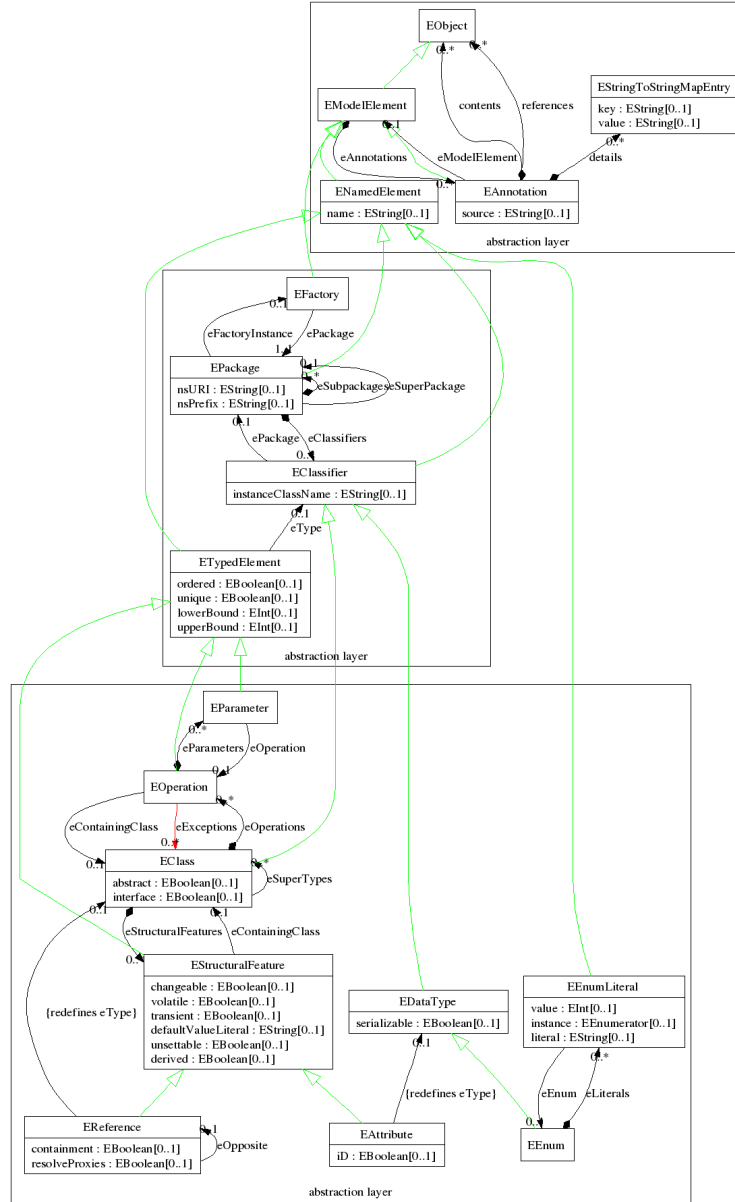 EObject
0..*
0..*
EStringToStringMapEntry
key : EString[0..1]
value : EString[0..1]
EModelElement
contents
references
0..1
0..*
eAnnotations
eModelElement
details
ENamedElement
name : EString[0..1]
0..
EAnnotation
source : EString[0..1]
abstraction layer
EFactory
0..1
eFactoryInstance
ePackage
1..1
EPackage
nsURI : EString[0..1]
nsPrefix : EString[0..1]
0..1
0..*
eSubpackages
eSuperPackage
0..1
ePackage
eClassifiers
0..
EClassifier
instanceClassName : EString[0..1]
0..1
eType
ETypedElement
ordered : EBoolean[0..1]
unique : EBoolean[0..1]
lowerBound : EInt[0..1]
upperBound : EInt[0..1]
abstraction layer
EParameter
0..*
eParameters
eOperation
0..1
EOperation
0..*
eContainingClass
eExceptions
eOperations
0..1
0..*
EClass
abstract : EBoolean[0..1]
interface : EBoolean[0..1]
0..*
eSuperTypes
0..1
0..1
eStructuralFeatures
eContainingClass
0..
EStructuralFeature
changeable : EBoolean[0..1]
volatile : EBoolean[0..1]
transient : EBoolean[0..1]
defaultValueLiteral : EString[0..1]
unsettable : EBoolean[0..1]
derived : EBoolean[0..1]
EDataType
serializable : EBoolean[0..1]
EEnumLiteral
value : EInt[0..1]
instance : EEnumerator[0..1]
literal : EString[0..1]
{redefines eType}
0..1
0..*
{redefines eType}
eEnum
eLiterals
EReference
containment : EBoolean[0..1]
resolveProxies : EBoolean[0..1]
0..1
eOpposite
EAttribute
iD : EBoolean[0..1]
0..
EEnum
abstraction layer